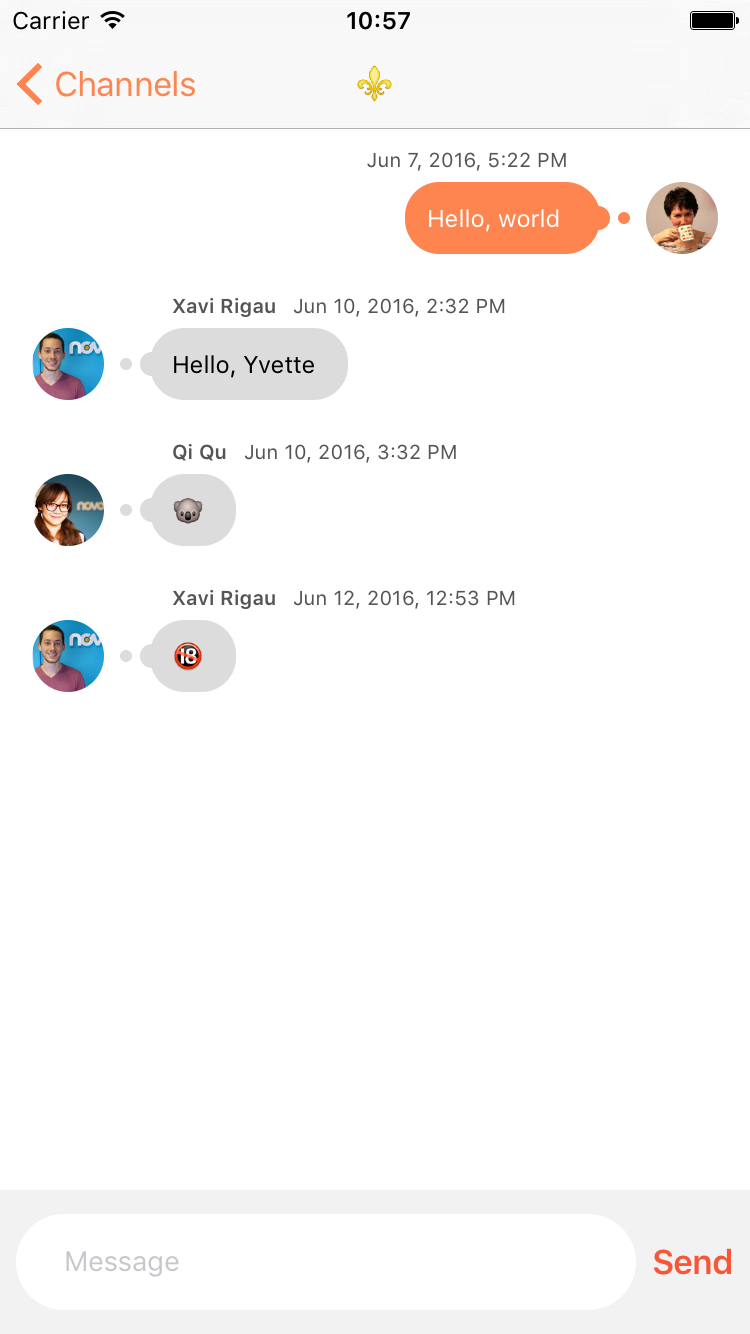 Carrier 10:57
Channels ⚜️
Jun 7, 2016, 5:22 PM
Hello, world
Xavi Rigau Jun 10, 2016, 2:32 PM
Hello, Yvette
Qi Qu Jun 10, 2016, 3:32 PM
🐨
Xavi Rigau Jun 12, 2016, 12:53 PM
🔞
Message Send